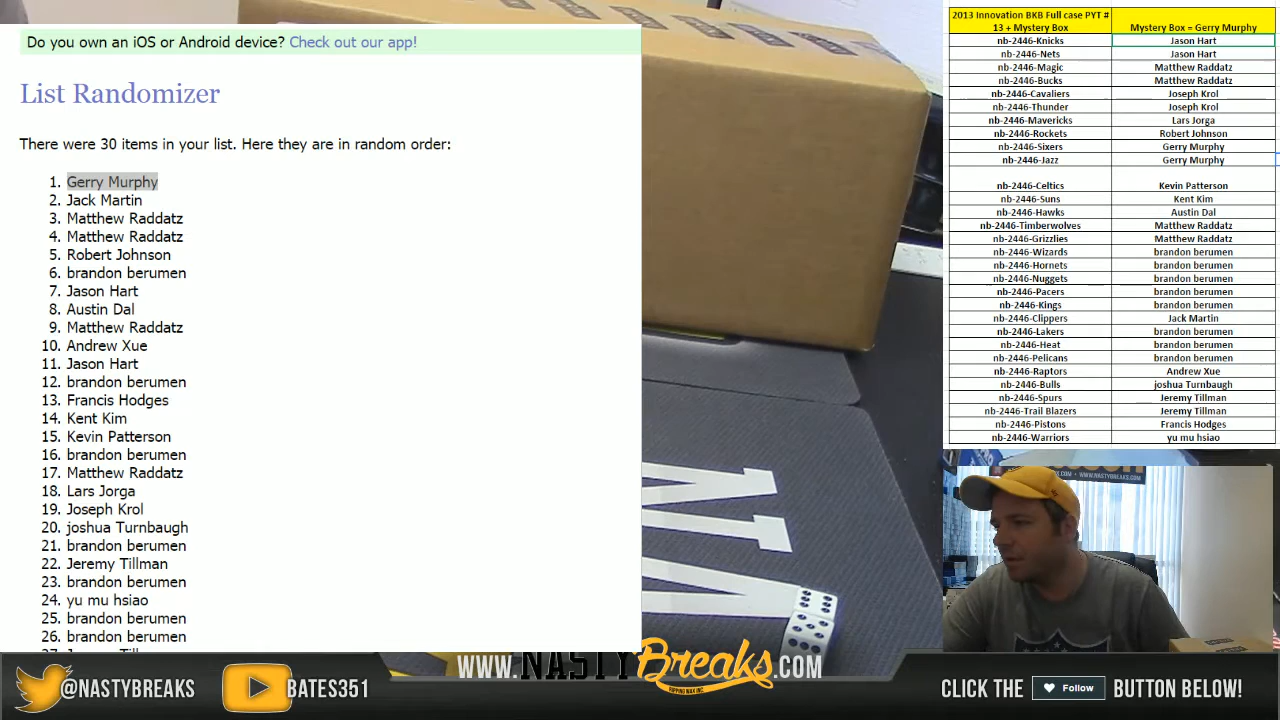 Do you own an iOS or Android device? Check out our app!
List Randomizer
There were 30 items in your list. Here they are in random order:
1. Gerry Murphy
2. Jack Martin
3. Matthew Raddatz
4. Matthew Raddatz
5. Robert Johnson
6. brandon berumen
7. Jason Hart
8. Austin Dal
9. Matthew Raddatz
10. Andrew Xue
11. Jason Hart
12. brandon berumen
13. Francis Hodges
14. Kent Kim
15. Kevin Patterson
16. brandon berumen
17. Matthew Raddatz
18. Lars Jorga
19. Joseph Krol
20. joshua Turnbaugh
21. brandon berumen
22. Jeremy Tillman
23. brandon berumen
24. yu mu hsiao
25. brandon berumen
26. brandon berumen
2013 Innovation BKB Full case PYT #
13 + Mystery Box Mystery Box = Gerry Murphy
nb-2446-Knicks Jason Hart
nb-2446-Nets Jason Hart
nb-2446-Magic Matthew Raddatz
nb-2446-Bucks Matthew Raddatz
nb-2446-Cavaliers Joseph Krol
nb-2446-Thunder Joseph Krol
nb-2446-Mavericks Lars Jorga
nb-2446-Rockets Robert Johnson
nb-2446-Sixers Gerry Murphy
nb-2446-Jazz Gerry Murphy
nb-2446-Celtics Kevin Patterson
nb-2446-Suns Kent Kim
nb-2446-Hawks Austin Dal
nb-2446-Timberwolves Matthew Raddatz
nb-2446-Grizzlies Matthew Raddatz
nb-2446-Wizards brandon berumen
nb-2446-Hornets brandon berumen
nb-2446-Nuggets brandon berumen
nb-2446-Pacers brandon berumen
nb-2446-Kings brandon berumen
nb-2446-Clippers Jack Martin
nb-2446-Lakers brandon berumen
nb-2446-Heat brandon berumen
nb-2446-Pelicans brandon berumen
nb-2446-Raptors Andrew Xue
nb-2446-Bulls joshua Turnbaugh
nb-2446-Spurs Jeremy Tillman
nb-2446-Trail Blazers Jeremy Tillman
nb-2446-Pistons Francis Hodges
nb-2446-Warriors yu mu hsiao
@NASTYBREAKS
BATES351
WWW.NASTYBreaks.COM
RIPPING WAX INC.
CLICK THE Follow BUTTON BELOW!